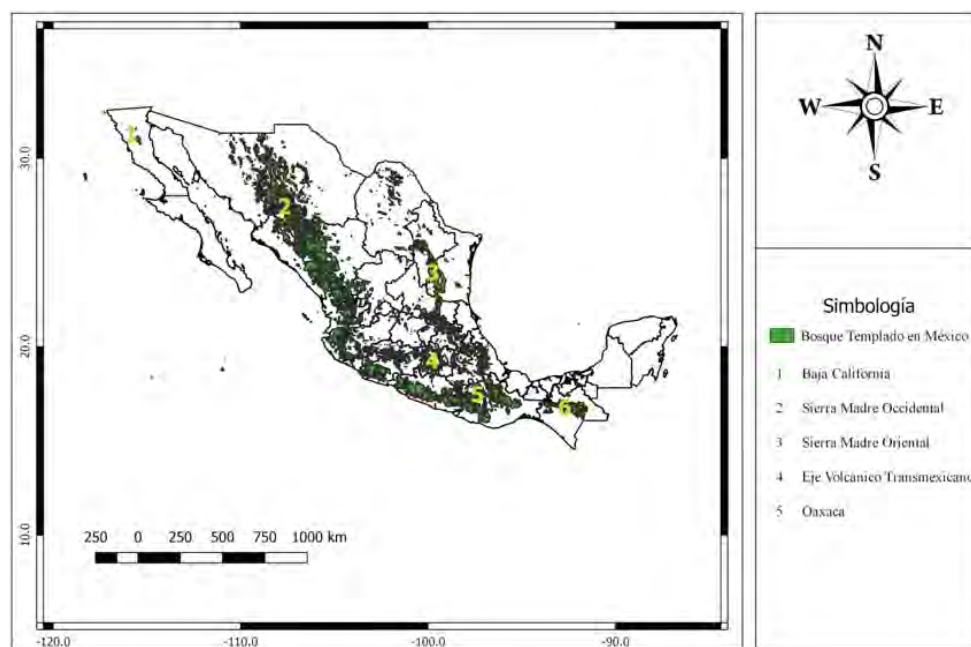 N
W E
S
30.0
20.0
10.0
1
2
3
4
5
6
250 0 250 500 750 1000 km
-120.0 -110.0 -100.0 -90.0
Simbología
Bosque Templado en México
1 Baja California
2 Sierra Madre Occidental
3 Sierra Madre Oriental
4 Eje Volcanico Transmexicano
5 Oaxaca